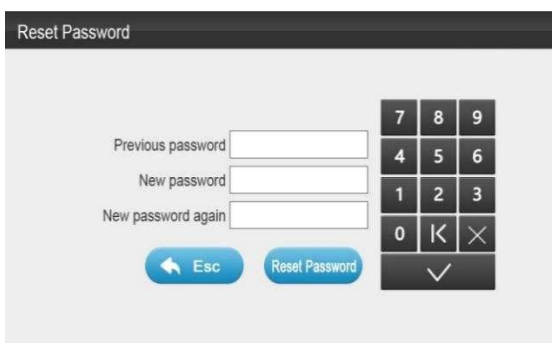 Reset Password
7 8 9
Previous password
4 5 6
New password
1 2 3
New password again
0
Esc
Reset Password